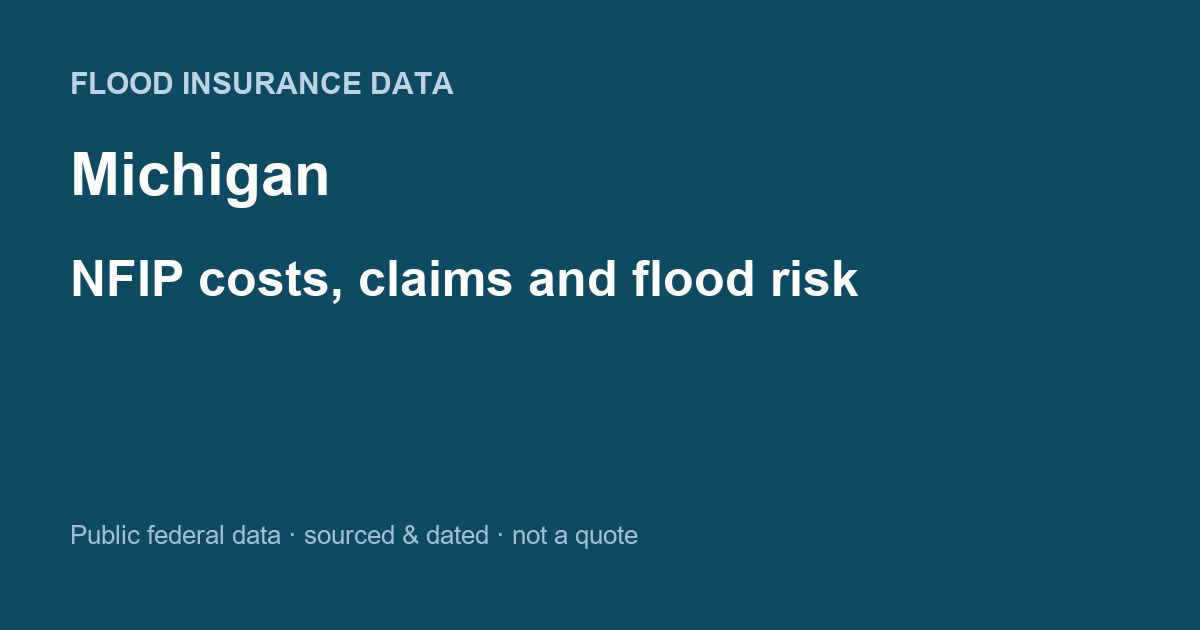 FLOOD INSURANCE DATA
Michigan
NFIP costs, claims and flood risk
Public federal data · sourced & dated · not a quote